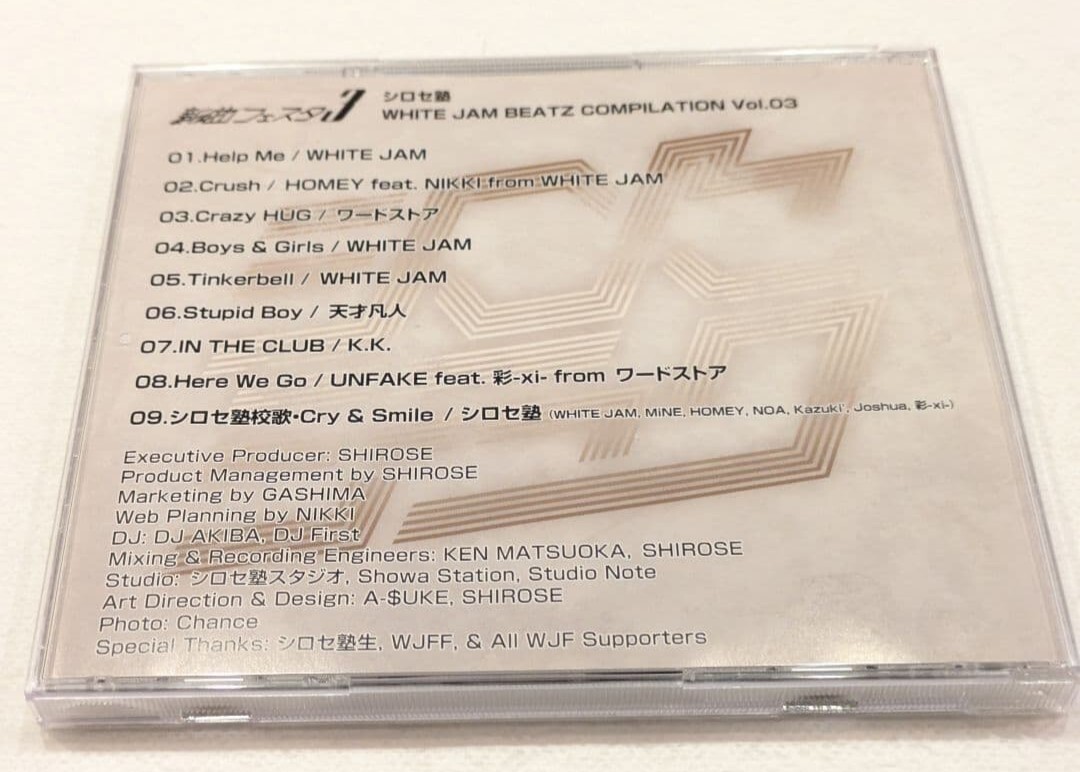 フェスタ3
シロセ塾
WHITE JAM BEATZ COMPILATION Vol.03
01.Help Me / WHITE JAM
02.Crush / HOMEY feat. NIKKI from WHITE JAM
03.Crazy HUG / ワードストア
04.Boys & Girls / WHITE JAM
05.Tinkerbell / WHITE JAM
06.Stupid Boy / 天才凡人
07.IN THE CLUB / K.K.
08.Here We Go / UNFAKE feat. 彩-xi- from ワードストア
09.シロセ塾校歌・Cry & Smile / シロセ塾 (WHITE JAM, MiNE, HOMEY, NOA, Kazuki', Joshua, 彩-xi-)
Executive Producer: SHIROSE
Product Management by SHIROSE
Marketing by GASHIMA
Web Planning by NIKKI
DJ: DJ AKIBA, DJ First
Mixing & Recording Engineers: KEN MATSUOKA, SHIROSE
Studio: シロセ塾スタジオ, Showa Station, Studio Note
Art Direction & Design: A-$UKE, SHIROSE
Photo: Chance
Special Thanks: シロセ塾生, WJFF, & All WJF Supporters